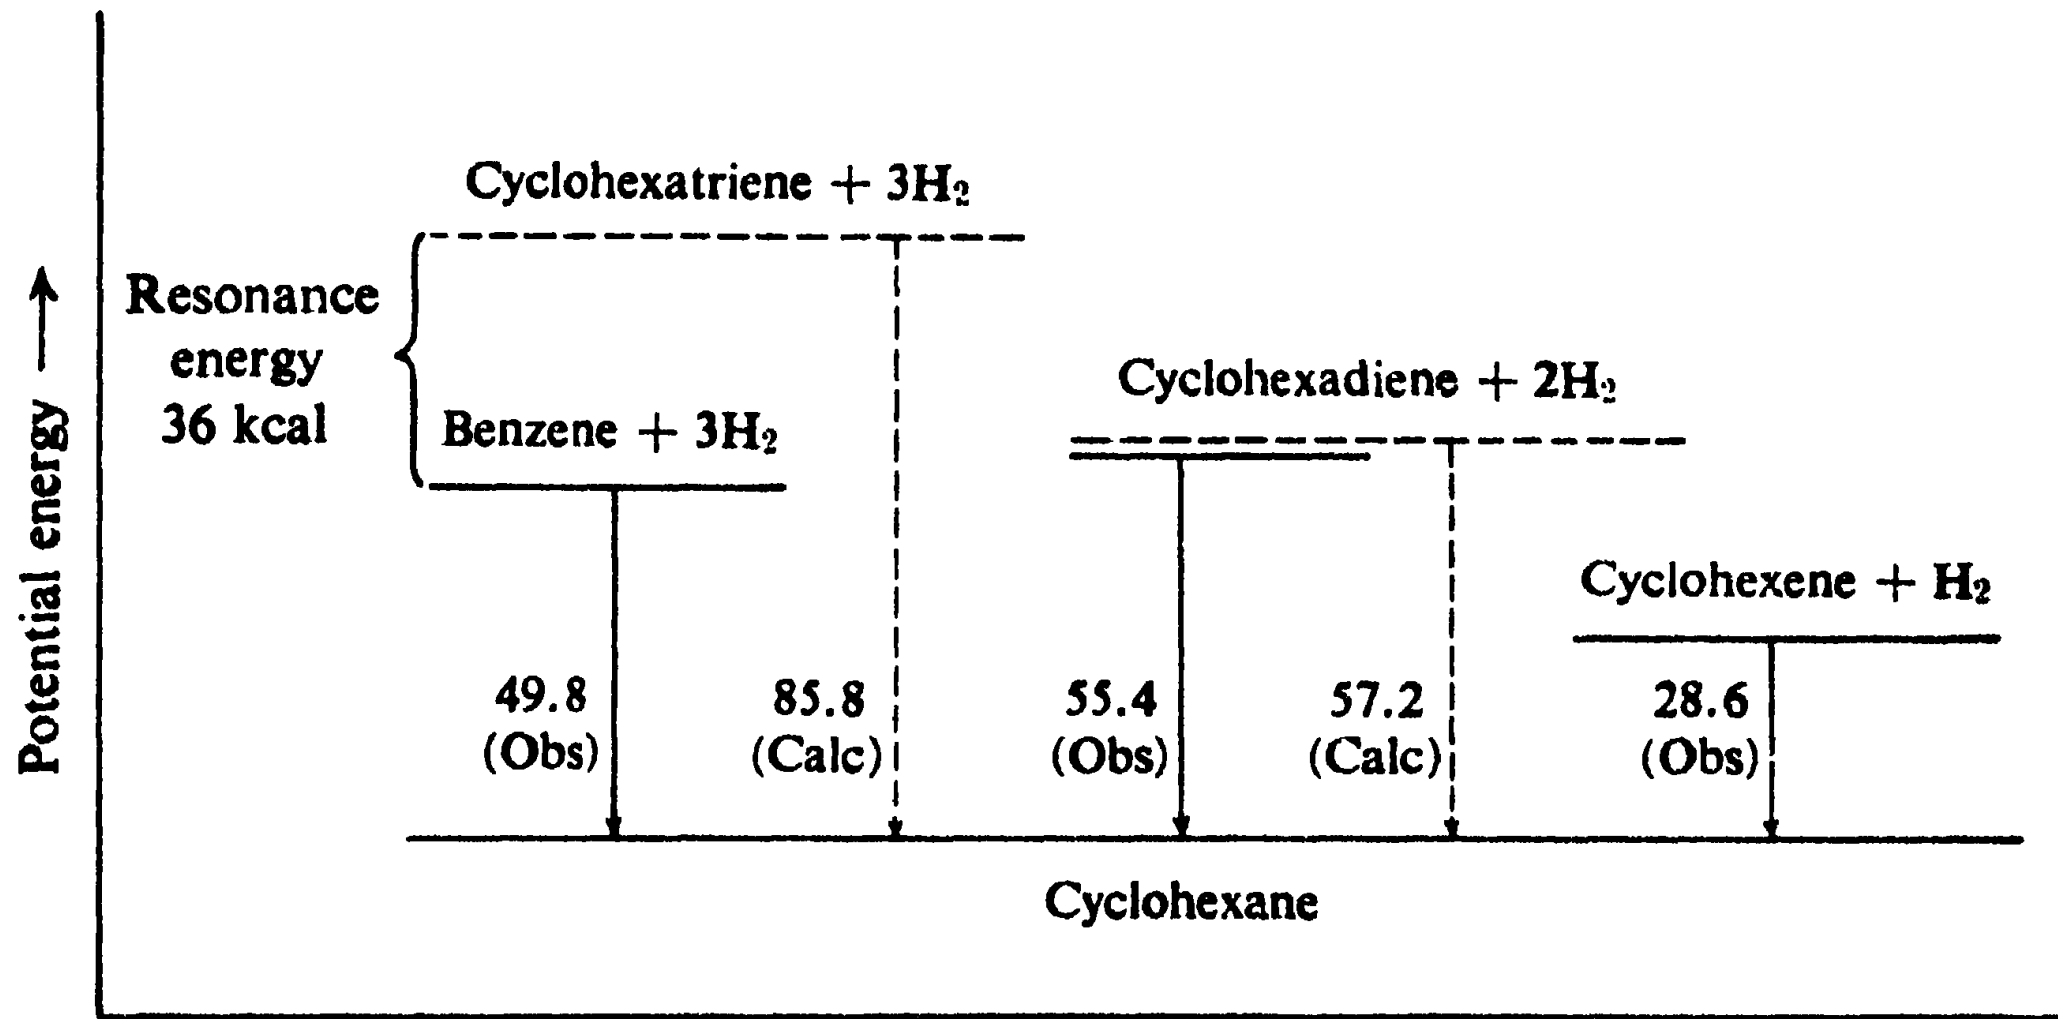 Potential energy →
Cyclohexatriene + 3H₂
Resonance
energy
36 kcal
Benzene + 3H₂
Cyclohexadiene + 2H₂
Cyclohexene + H₂
49.8
(Obs)
85.8
(Calc)
55.4
(Obs)
57.2
(Calc)
28.6
(Obs)
Cyclohexane